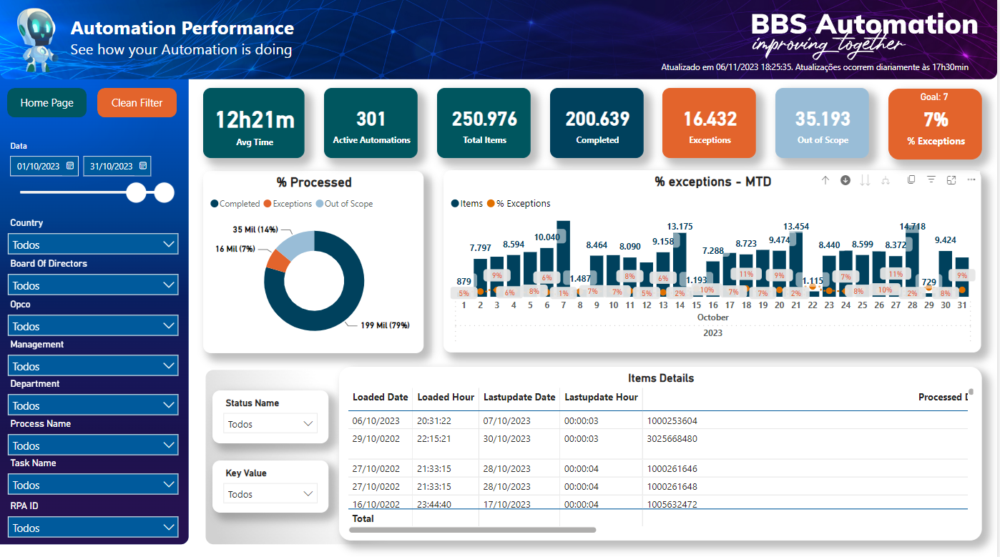 Automation Performance
See how your Automation is doing
BBS Automation
improving together
Atualizado em 06/11/2023 18:25:35. Atualizações ocorrem diariamente às 17h30min
Home Page
Clean Filter
Data
01/10/2023
31/10/2023
Country
Todos
Board Of Directors
Todos
Opco
Todos
Management
Todos
Department
Todos
Process Name
Todos
Task Name
Todos
RPA ID
Todos
12h21m
Avg Time
301
Active Automations
250.976
Total Items
200.639
Completed
16.432
Exceptions
35.193
Out of Scope
Goal: 7
7%
% Exceptions
% Processed
Completed Exceptions Out of Scope
35 Mil (14%)
16 Mil (7%)
199 Mil (79%)
% exceptions - MTD
Items % Exceptions
879 7.797 8.594 10.040 1.487 8.464 8.090 9.158 13.175 1.193 7.288 8.723 9.474 13.454 1.115 8.440 8.599 8.372 14.718 729 9.424
5% 9% 6% 8% 6% 1% 7% 7% 8% 5% 6% 2% 10% 7% 11% 7% 9% 2% 7% 8% 10% 11% 2% 8% 9%
1 2 3 4 5 6 7 8 9 10 11 12 13 14 15 16 17 18 19 20 21 22 23 24 25 26 27 28 29 30 31
October
2023
Status Name
Todos
Key Value
Todos
Items Details
Loaded Date Loaded Hour Lastupdate Date Lastupdate Hour Processed
06/10/2023 20:31:22 07/10/2023 00:00:03 1000253604
29/10/0202 22:15:21 30/10/2023 00:00:03 3025668480
27/10/0202 21:33:15 28/10/2023 00:00:04 1000261646
27/10/0202 21:33:15 28/10/2023 00:00:04 1000261648
16/10/0202 23:44:40 17/10/2023 00:00:04 1005632472
Total